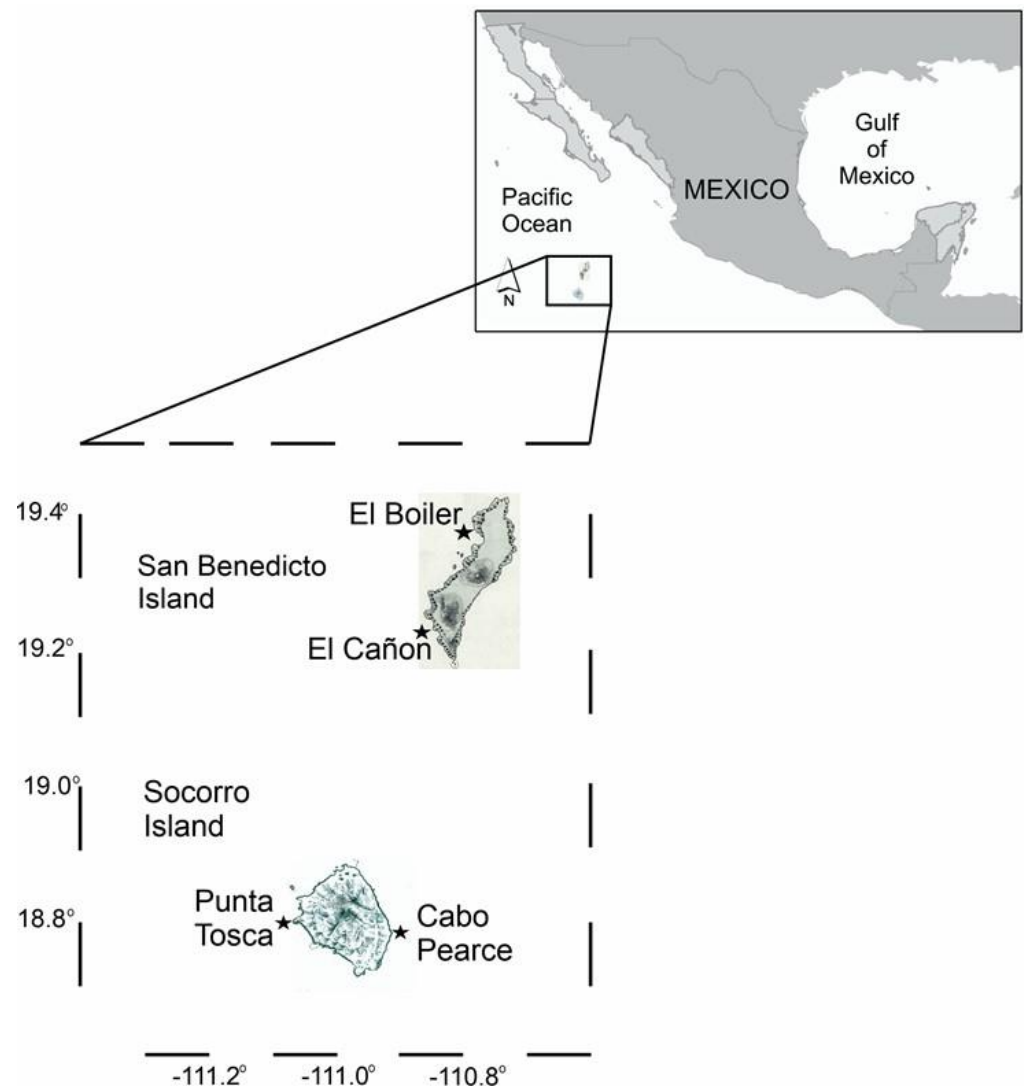 Gulf
of
Mexico
MEXICO
Pacific
Ocean
N
19.4°
El Boiler
San Benedicto
Island
19.2°
El Cañon
19.0°
Socorro
Island
18.8°
Punta
Tosca
Cabo
Pearce
-111.2°
-111.0°
-110.8°